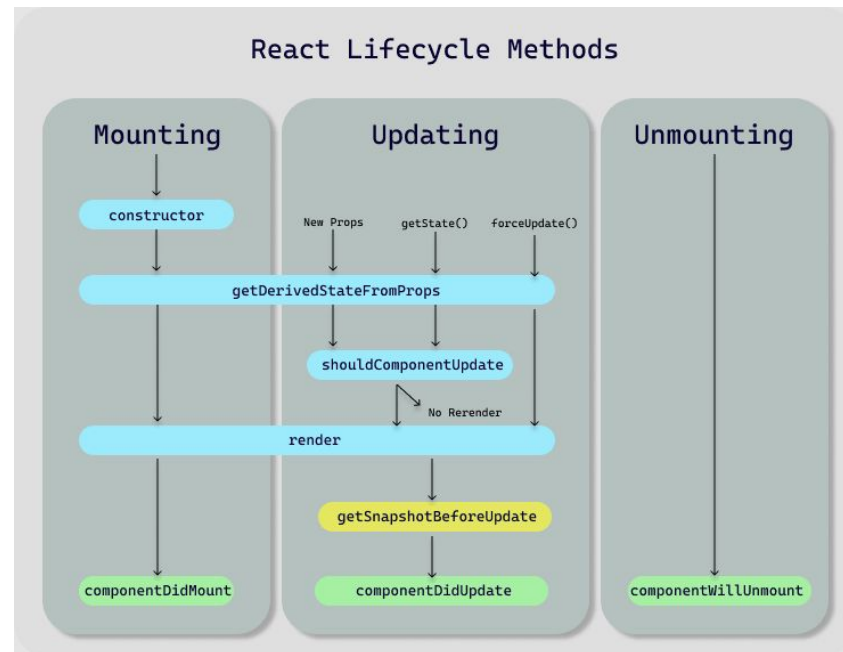 React Lifecycle Methods
Mounting
Updating
Unmounting
constructor
New Props
getState()
forceUpdate()
getDerivedStateFromProps
shouldComponentUpdate
No Rerender
render
getSnapshotBeforeUpdate
componentDidMount
componentDidUpdate
componentWillUnmount